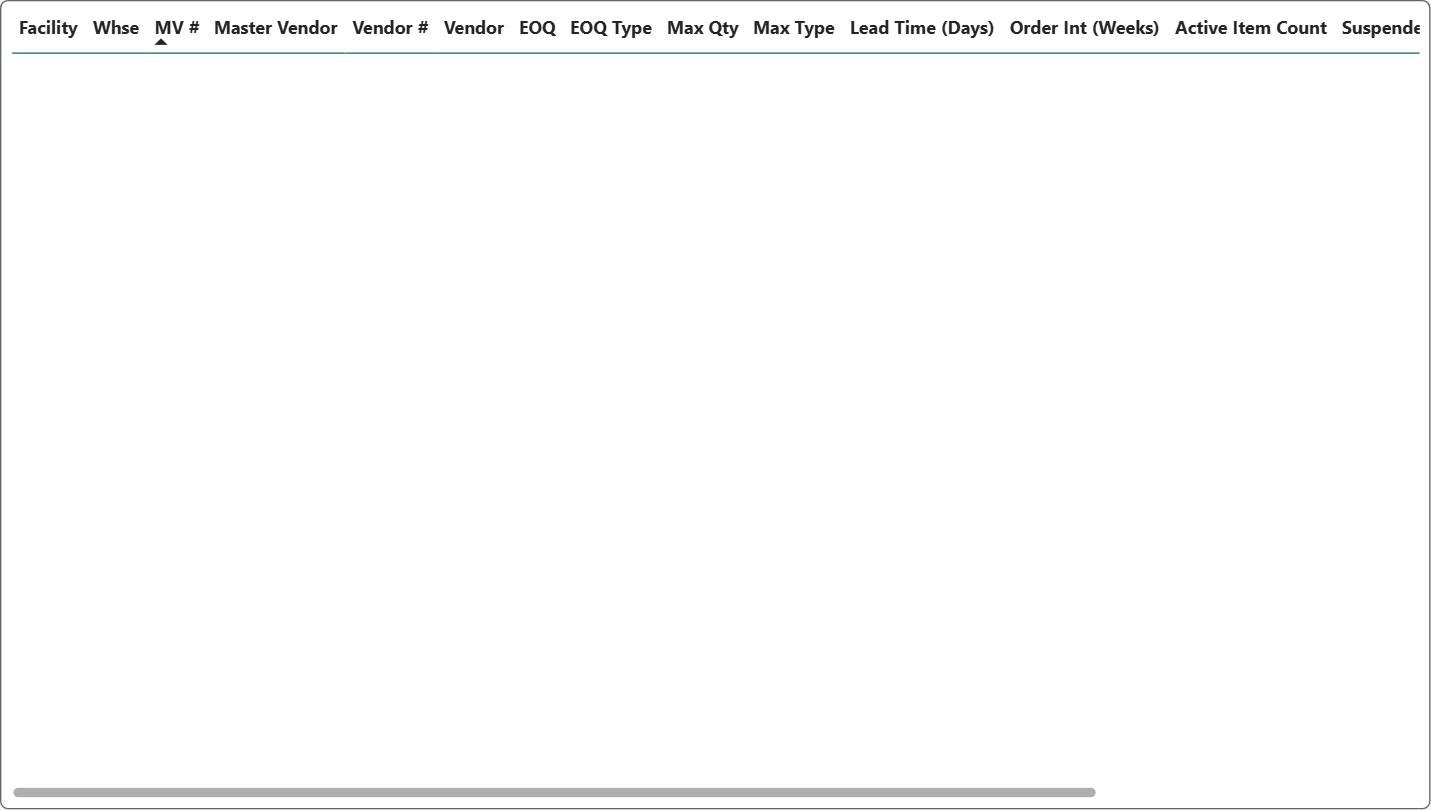 Facility Whse MV # Master Vendor Vendor # Vendor EOQ EOQ Type Max Qty Max Type Lead Time (Days) Order Int (Weeks) Active Item Count Suspende